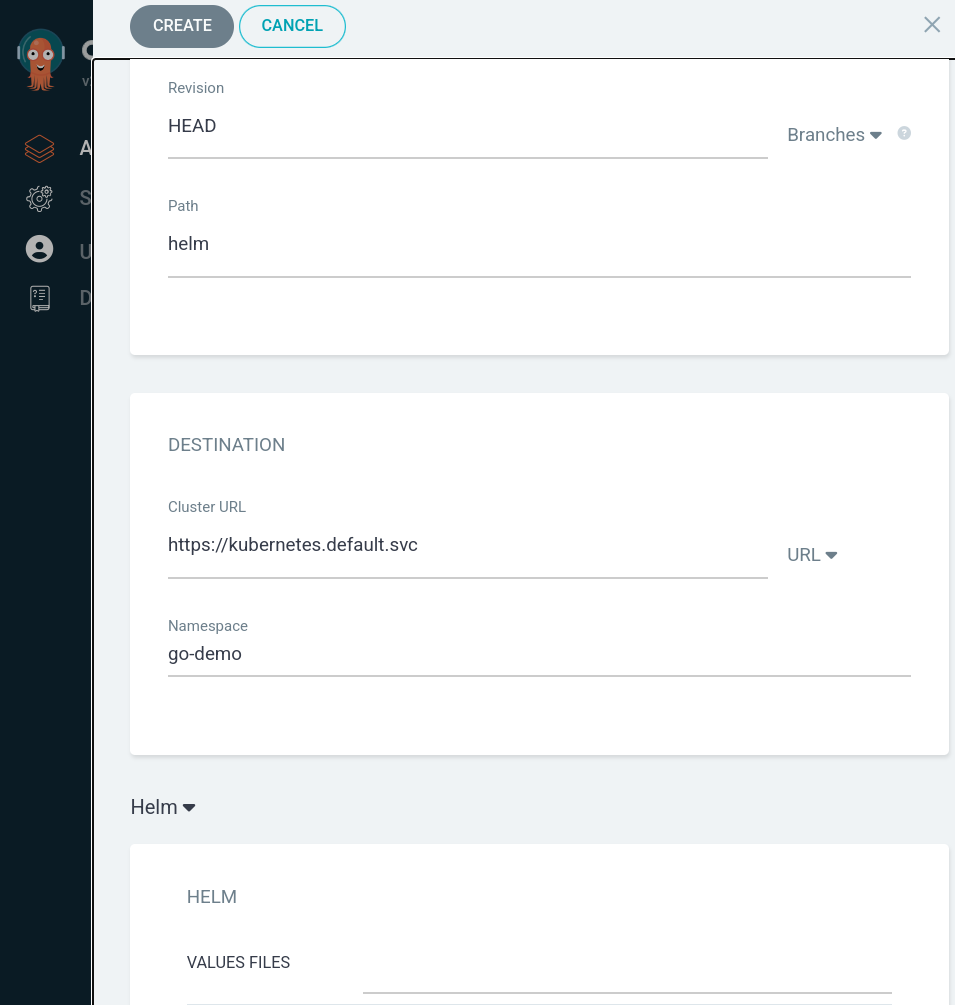 CREATE
CANCEL
Revision
HEAD
Branches
?
Path
helm
DESTINATION
Cluster URL
https://kubernetes.default.svc
URL
Namespace
go-demo
Helm
HELM
VALUES FILES